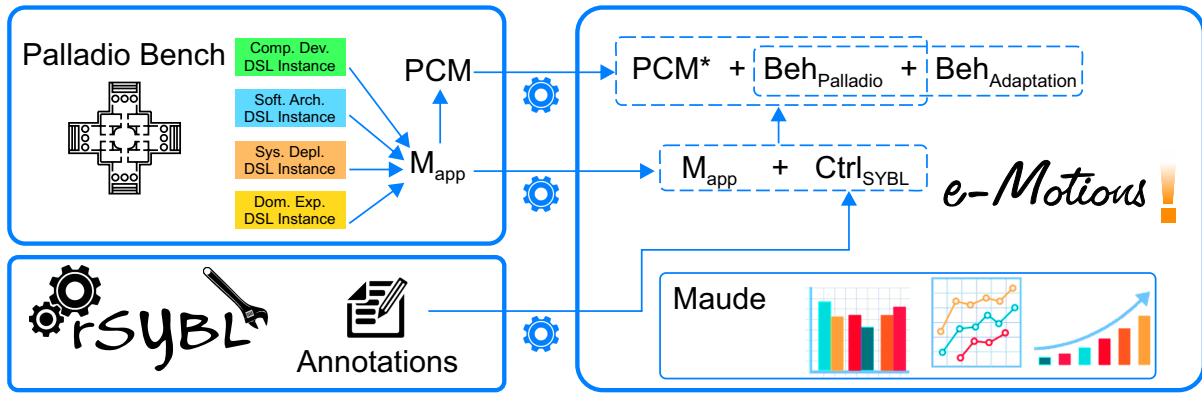 Palladio Bench
Comp. Dev.
DSL Instance
Soft. Arch.
DSL Instance
Sys. Depl.
DSL Instance
Dom. Exp.
DSL Instance
PCM
Mapp
rSYBL
Annotations
PCM* + BehPalladio + BehAdaptation
Mapp + CtrlSYBL
e-Motions!
Maude